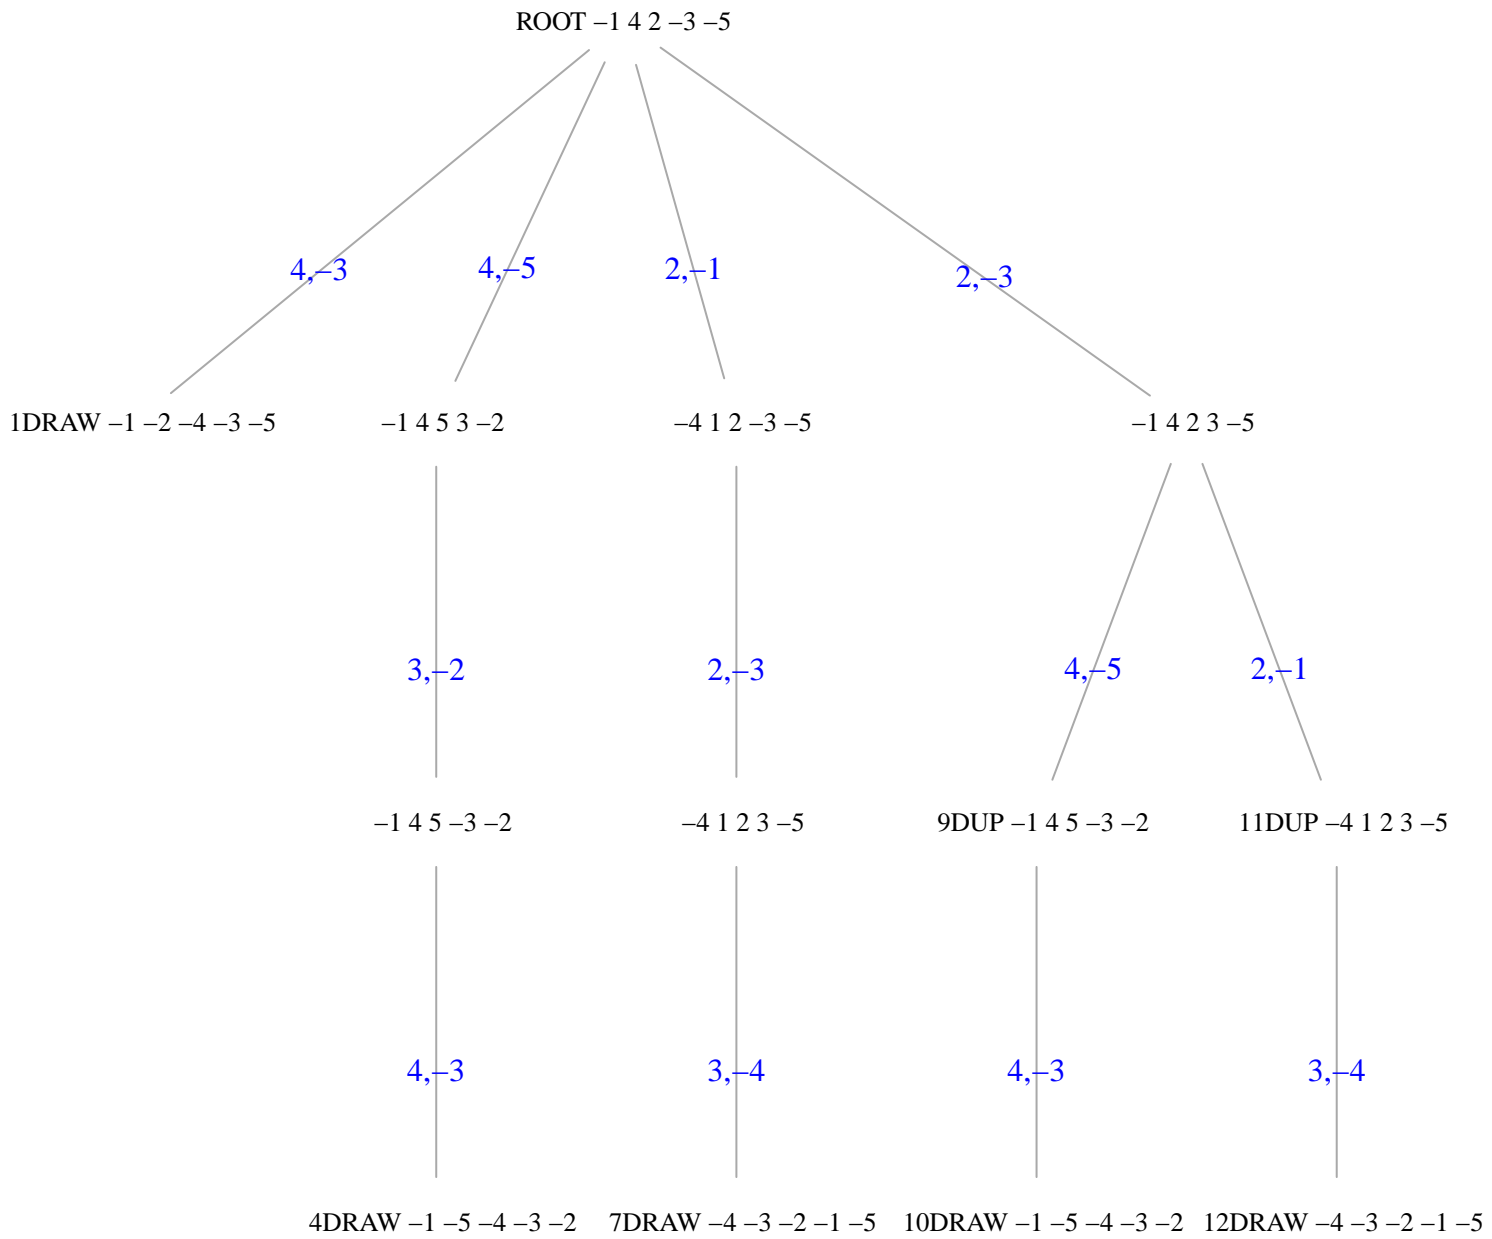 ROOT –1 4 2 –3 –5
4,–3
4,–5
2,–1
2,–3
1DRAW –1 –2 –4 –3 –5
–1 4 5 3 –2
–4 1 2 –3 –5
–1 4 2 3 –5
3,–2
2,–3
4,–5
2,–1
–1 4 5 –3 –2
–4 1 2 3 –5
9DUP –1 4 5 –3 –2
11DUP –4 1 2 3 –5
4,–3
3,–4
4,–3
3,–4
4DRAW –1 –5 –4 –3 –2
7DRAW –4 –3 –2 –1 –5
10DRAW –1 –5 –4 –3 –2
12DRAW –4 –3 –2 –1 –5